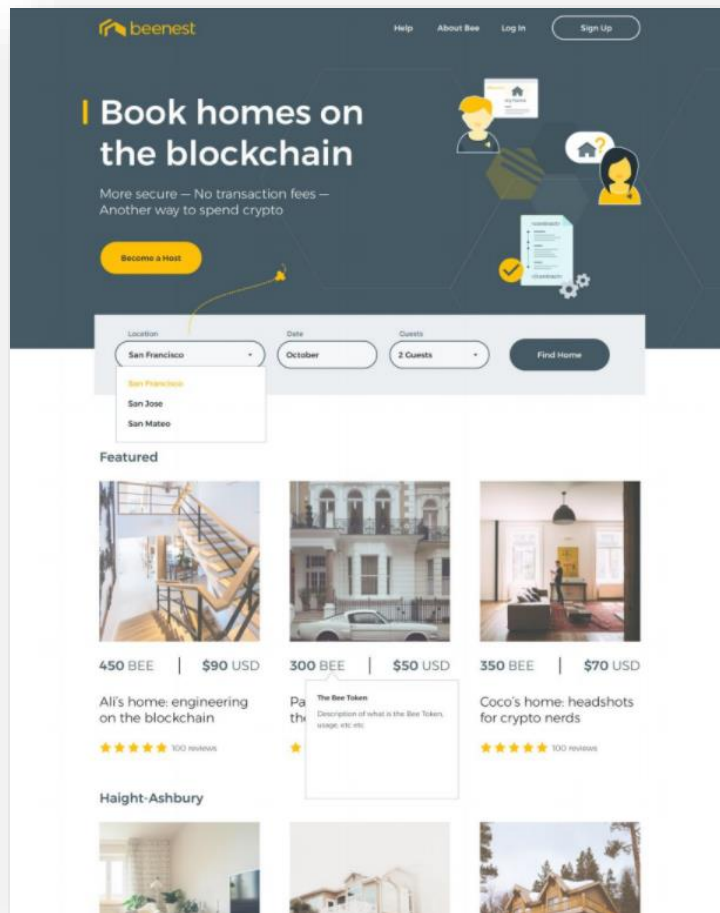 beenest
Help About Bee Log In Sign Up
Book homes on
the blockchain
More secure — No transaction fees —
Another way to spend crypto
Become a Host
Location Date Guests
San Francisco October 2 Guests Find Home
San Francisco
San Jose
San Mateo
Featured
450 BEE | $90 USD 300 BEE | $50 USD 350 BEE | $70 USD
Ali's home: engineering
on the blockchain
Pa
the
The Bee Token
Description of what is the Bee Token,
usage, etc etc
Coco's home: headshots
for crypto nerds
100 reviews
100 reviews
Haight-Ashbury